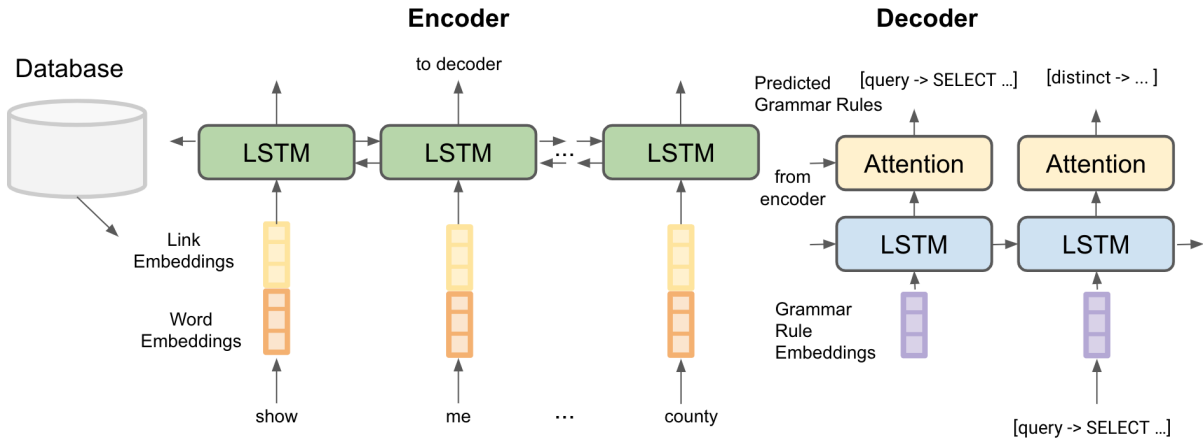 Encoder
Decoder
Database
to decoder
Predicted
Grammar Rules
[query -> SELECT ...]
[distinct -> ... ]
LSTM
LSTM
...
LSTM
Attention
Attention
from
encoder
LSTM
LSTM
Link
Embeddings
Word
Embeddings
Grammar
Rule
Embeddings
show
me
...
county
[query -> SELECT ...]